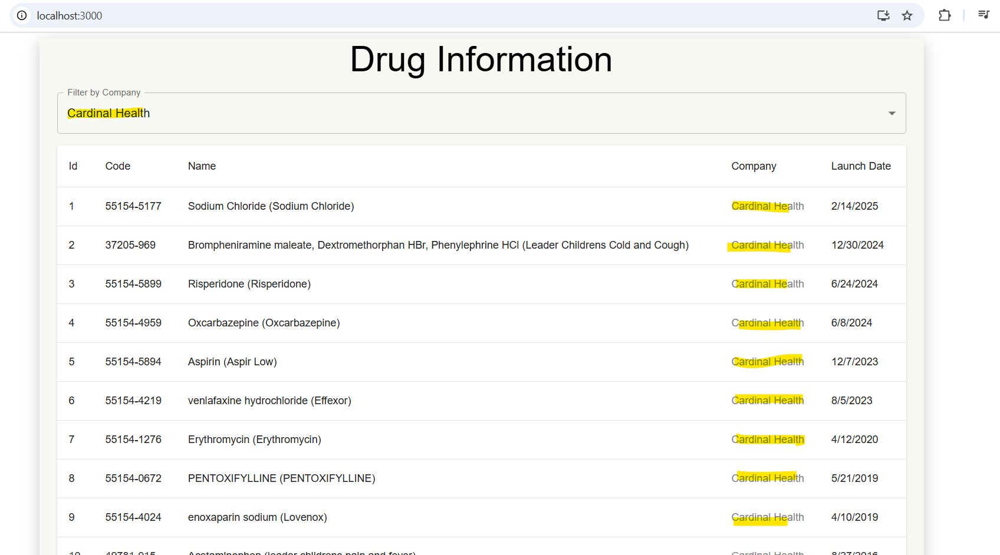 localhost:3000
Drug Information
Filter by Company
Cardinal Health
Id Code Name Company Launch Date
1 55154-5177 Sodium Chloride (Sodium Chloride) Cardinal Health 2/14/2025
2 37205-969 Brompheniramine maleate, Dextromethorphan HBr, Phenylephrine HCl (Leader Childrens Cold and Cough) Cardinal Health 12/30/2024
3 55154-5899 Risperidone (Risperidone) Cardinal Health 6/24/2024
4 55154-4959 Oxcarbazepine (Oxcarbazepine) Cardinal Health 6/8/2024
5 55154-5894 Aspirin (Aspir Low) Cardinal Health 12/7/2023
6 55154-4219 venlafaxine hydrochloride (Effexor) Cardinal Health 8/5/2023
7 55154-1276 Erythromycin (Erythromycin) Cardinal Health 4/12/2020
8 55154-0672 PENTOXIFYLLINE (PENTOXIFYLLINE) Cardinal Health 5/21/2019
9 55154-4024 enoxaparin sodium (Lovenox) Cardinal Health 4/10/2019
10 49781-915 Acetaminophen (leader childrens pain and fever) Cardinal Health 8/27/2016